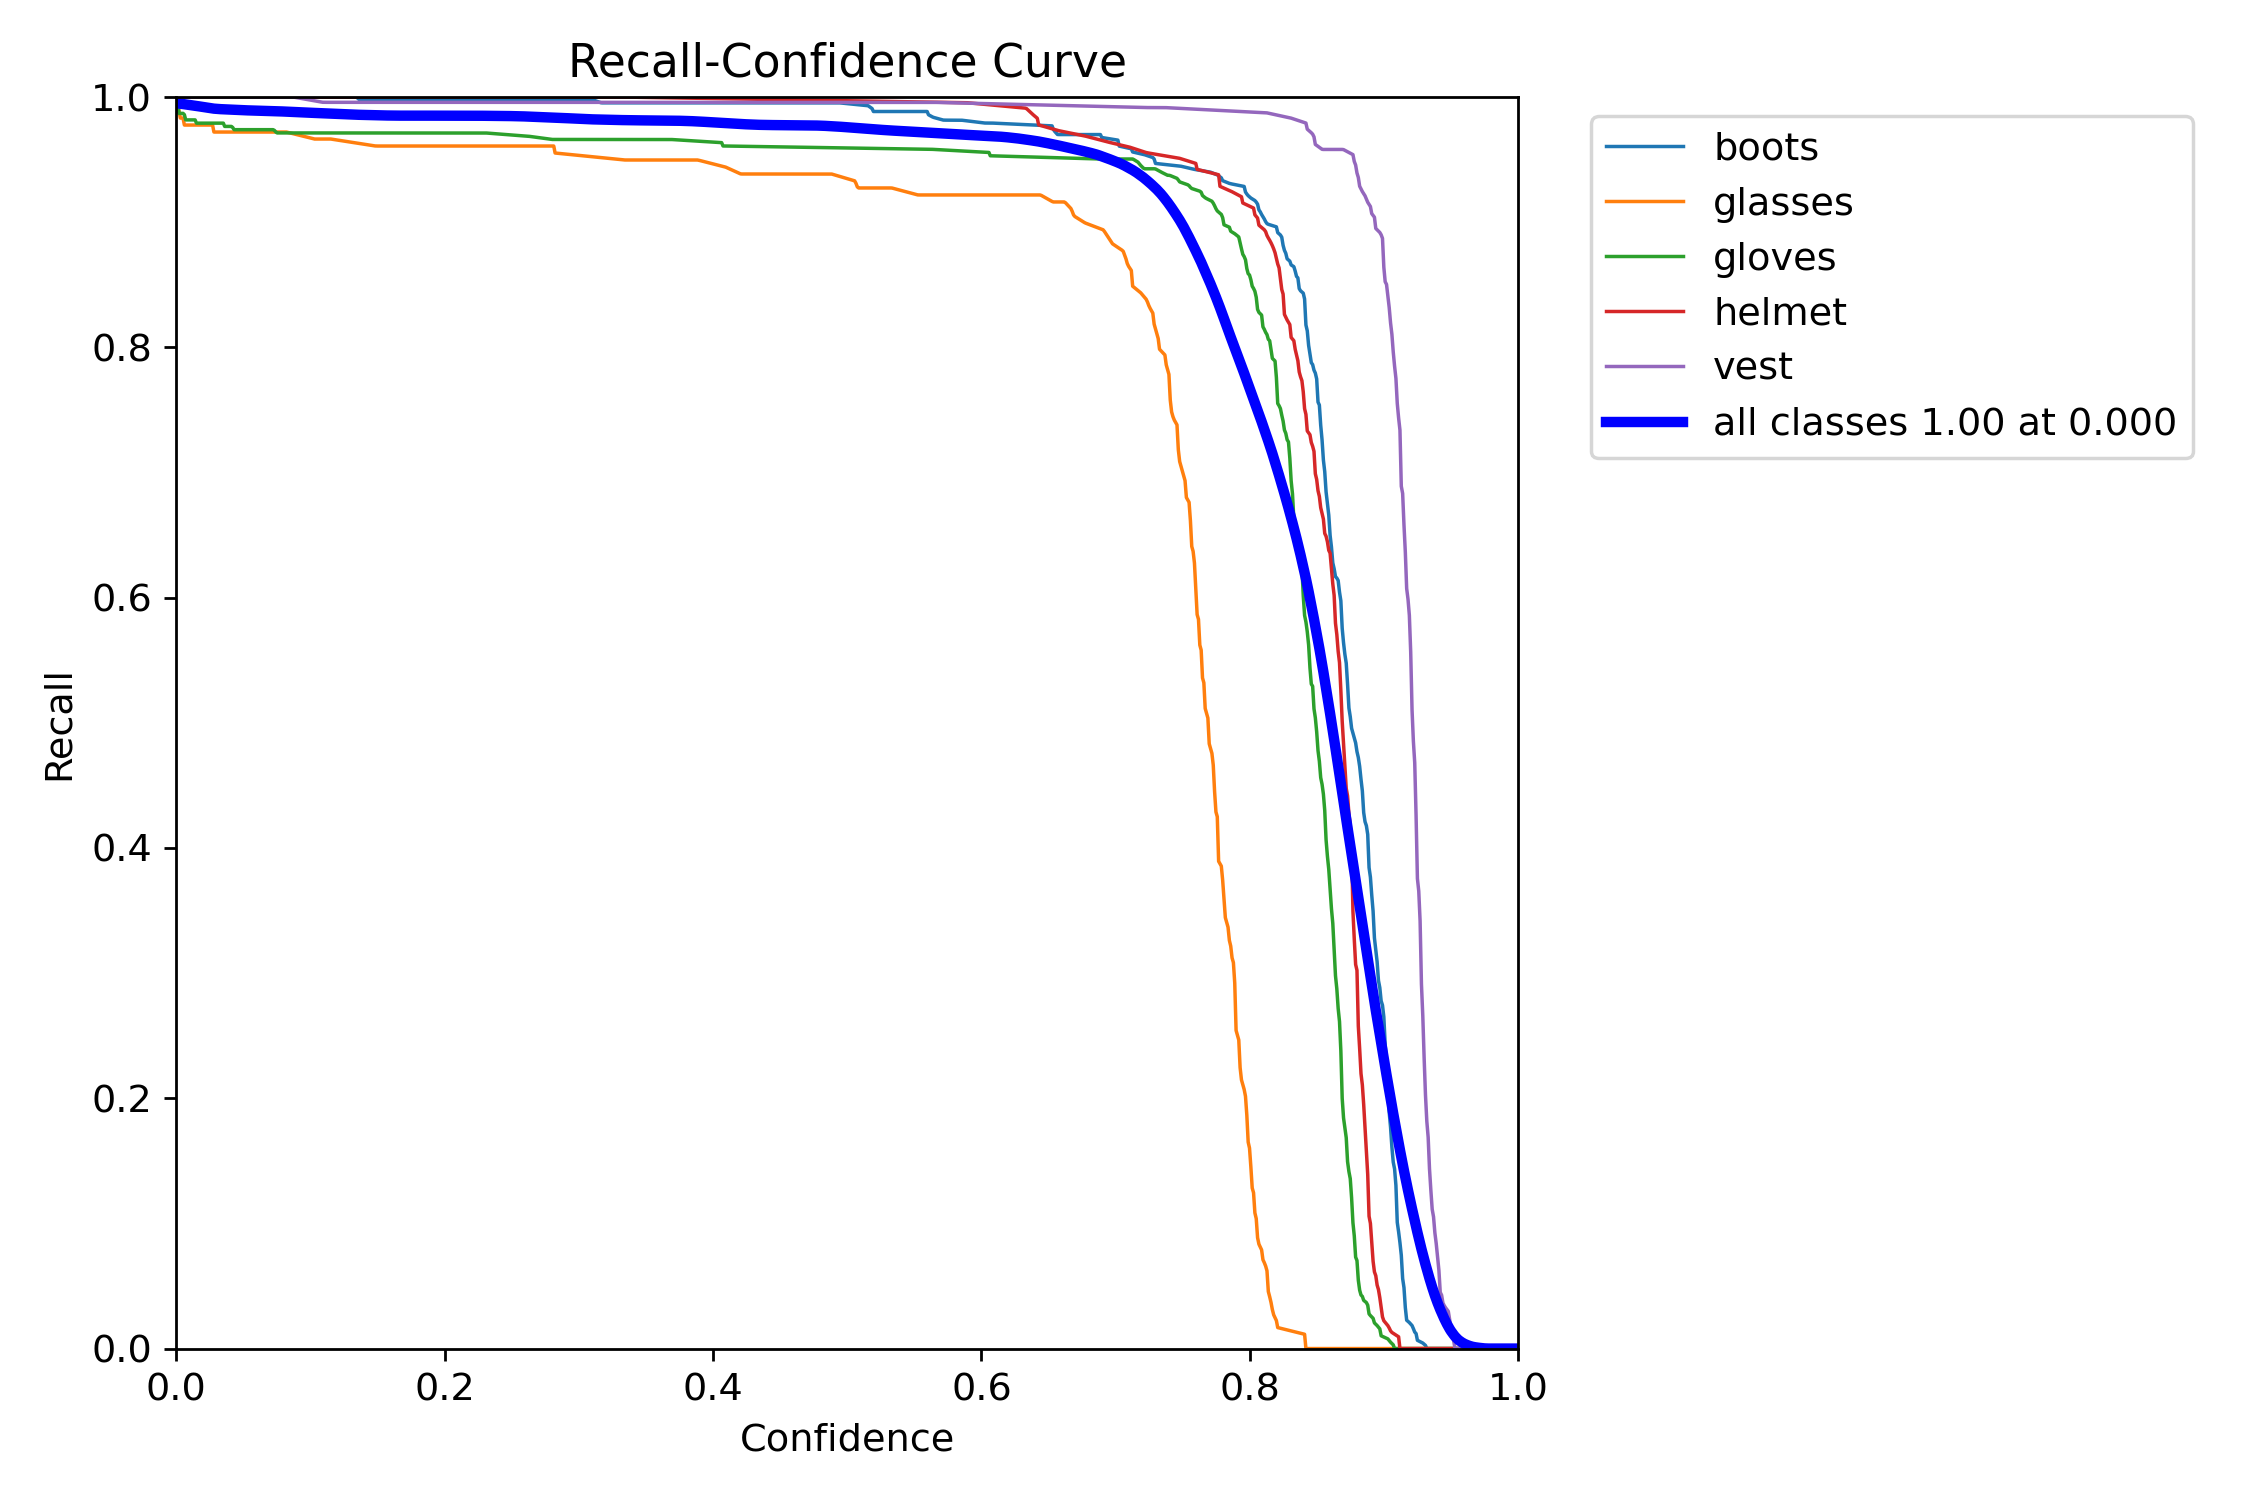 Recall-Confidence Curve
1.0
0.8
0.6
0.4
0.2
0.0
Recall
0.0 0.2 0.4 0.6 0.8 1.0
Confidence
boots
glasses
gloves
helmet
vest
all classes 1.00 at 0.000